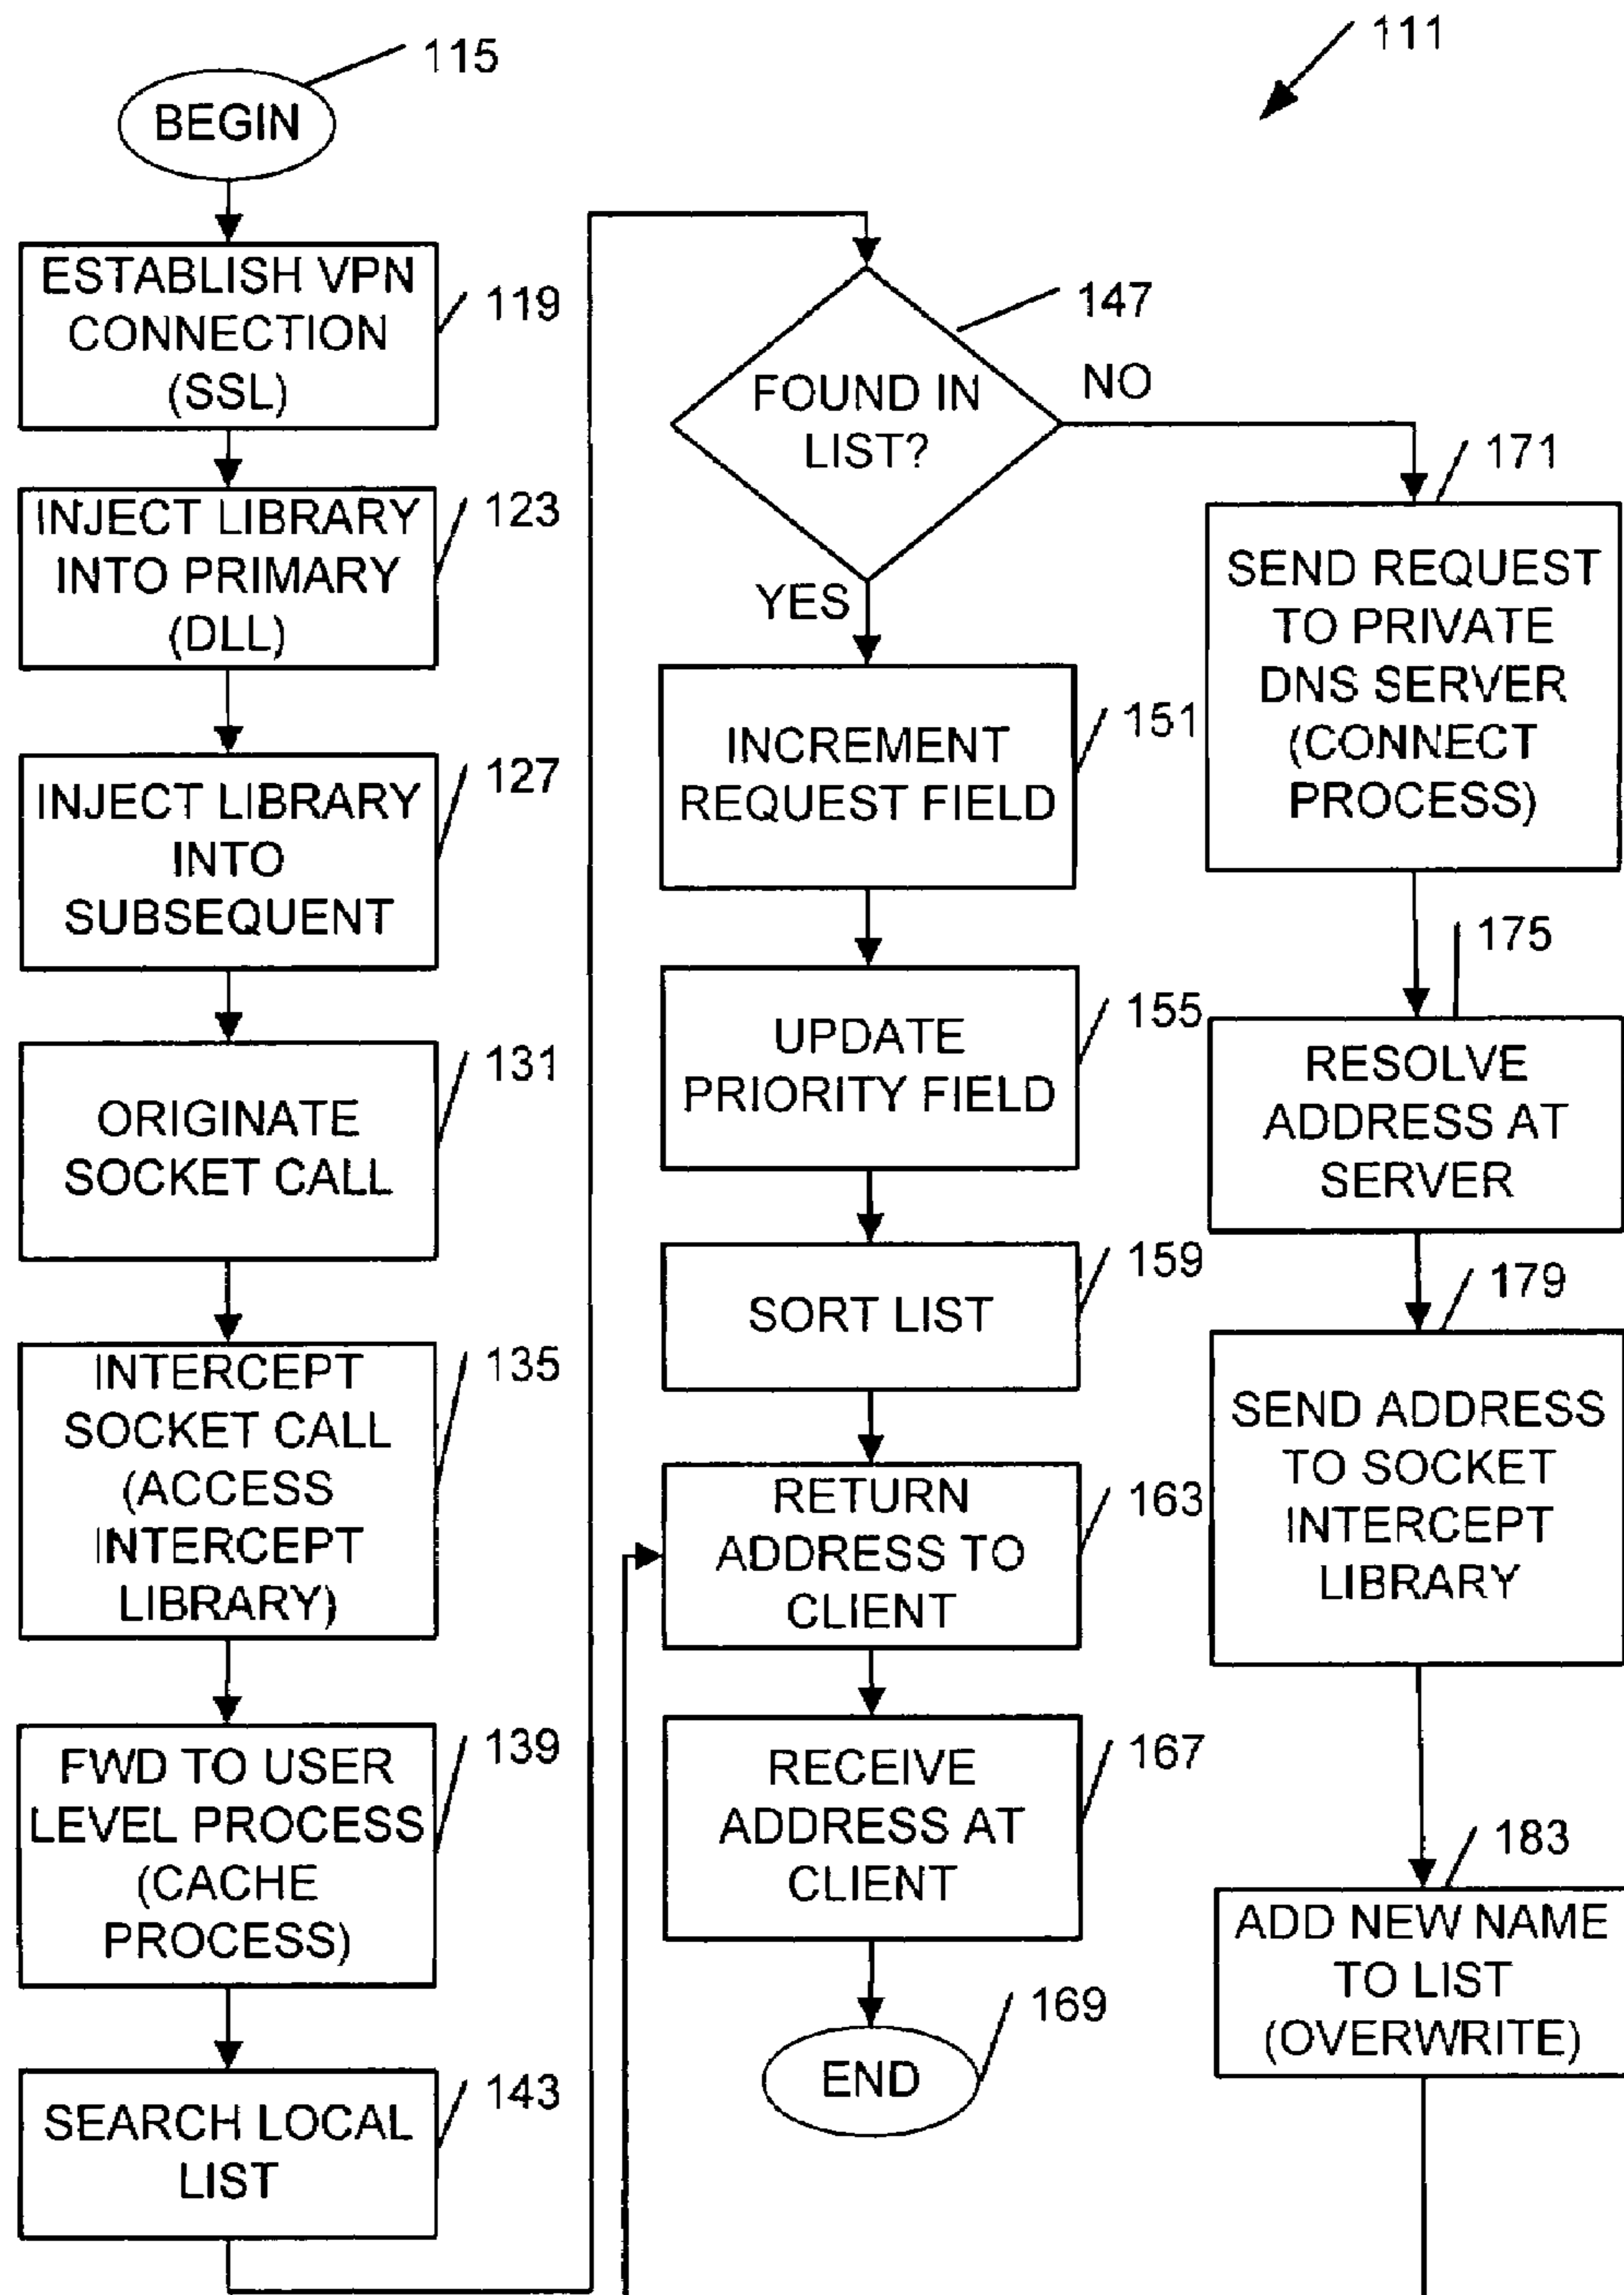 111
115
BEGIN
ESTABLISH VPN
CONNECTION
(SSL)
119
INJECT LIBRARY
INTO PRIMARY
(DLL)
123
INJECT LIBRARY
INTO
SUBSEQUENT
127
ORIGINATE
SOCKET CALL
131
INTERCEPT
SOCKET CALL
(ACCESS
INTERCEPT
LIBRARY)
135
FWD TO USER
LEVEL PROCESS
(CACHE
PROCESS)
139
SEARCH LOCAL
LIST
143
FOUND IN
LIST?
147
NO
YES
INCREMENT
REQUEST FIELD
151
UPDATE
PRIORITY FIELD
155
SORT LIST
159
RETURN
ADDRESS TO
CLIENT
163
RECEIVE
ADDRESS AT
CLIENT
167
END
169
171
SEND REQUEST
TO PRIVATE
DNS SERVER
(CONNECT
PROCESS)
175
RESOLVE
ADDRESS AT
SERVER
179
SEND ADDRESS
TO SOCKET
INTERCEPT
LIBRARY
183
ADD NEW NAME
TO LIST
(OVERWRITE)